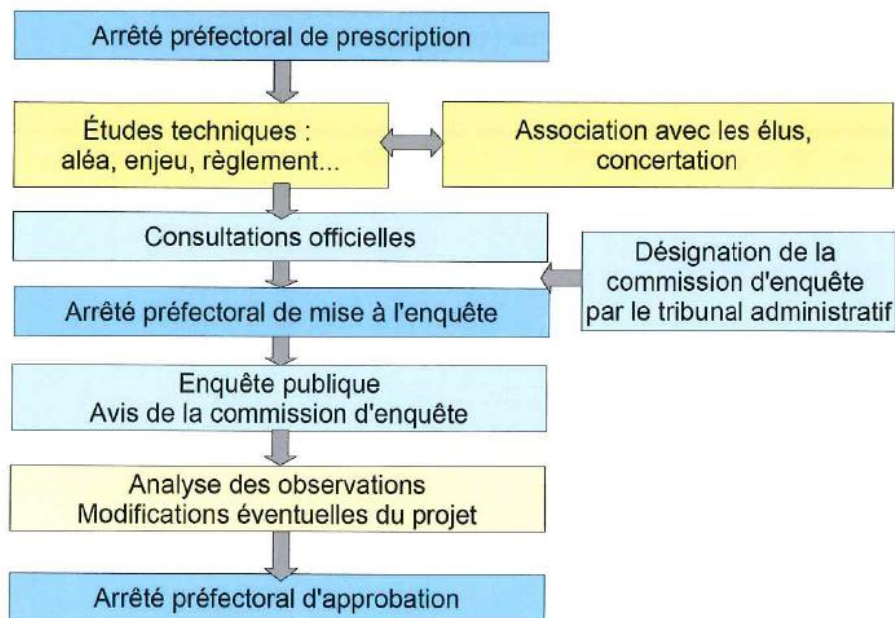 Arrêté préfectoral de prescription
Études techniques :
aléa, enjeu, règlement...
Association avec les élus,
concertation
Consultations officielles
Désignation de la
commission d'enquête
par le tribunal administratif
Arrêté préfectoral de mise à l'enquête
Enquête publique
Avis de la commission d'enquête
Analyse des observations
Modifications éventuelles du projet
Arrêté préfectoral d'approbation